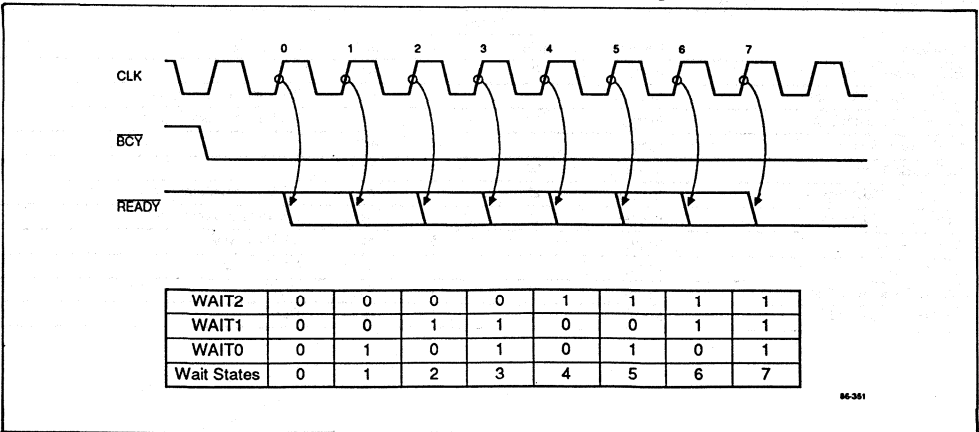 0 1 2 3 4 5 6 7
CLK
BCY
READY
WAIT2 0 0 0 0 1 1 1 1
WAIT1 0 0 1 1 0 0 1 1
WAIT0 0 1 0 1 0 1 0 1
Wait States 0 1 2 3 4 5 6 7
86-361